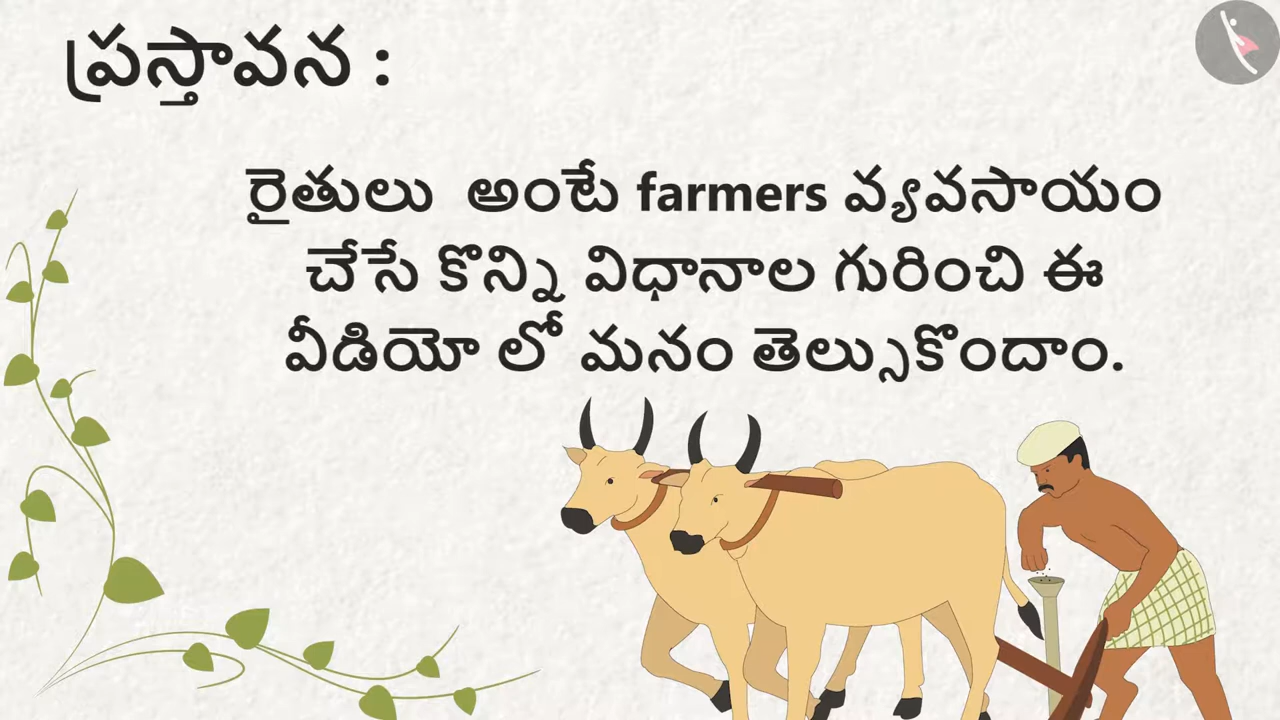 ప్రస్తావన :
రైతులు అంటే farmers వ్యవసాయం
చేసే కొన్ని విధానాల గురించి ఈ
వీడియో లో మనం తెల్సుకొందాం.